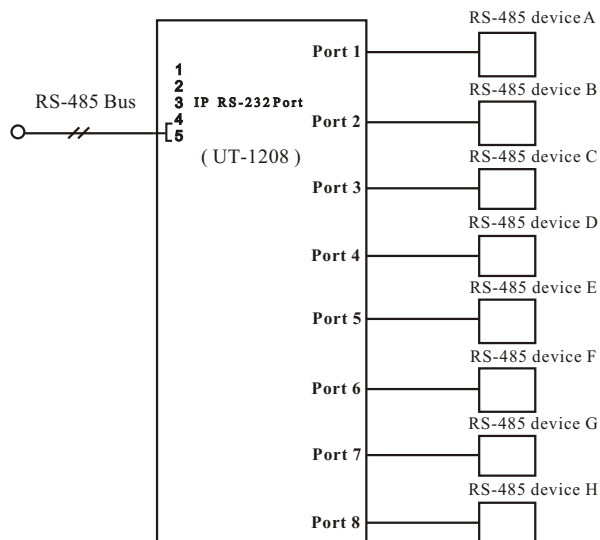 RS-485 device A
Port 1
RS-485 device B
1
2
3 IP RS-232 Port
4
5
RS-485 Bus
Port 2
( UT-1208 )
RS-485 device C
Port 3
RS-485 device D
Port 4
RS-485 device E
Port 5
RS-485 device F
Port 6
RS-485 device G
Port 7
RS-485 device H
Port 8